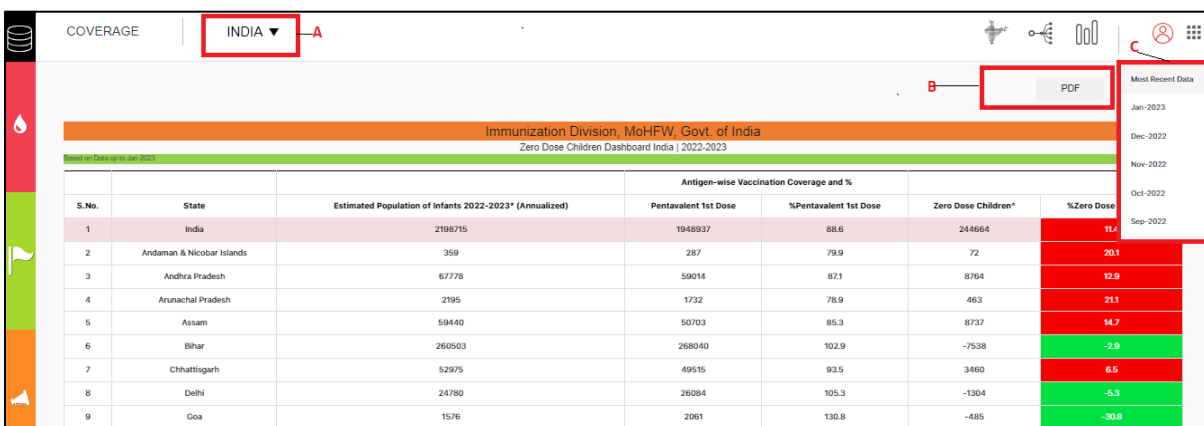 COVERAGE INDIA ▼ A
C
B PDF
Most Recent Data
Jan-2023
Dec-2022
Nov-2022
Oct-2022
Sep-2022
Immunization Division, MoHFW, Govt. of India
Zero Dose Children Dashboard India | 2022-2023
Based on Data up to Jan-2023
Antigen-wise Vaccination Coverage and %
S.No. State Estimated Population of Infants 2022-2023* (Annualized) Pentavalent 1st Dose %Pentavalent 1st Dose Zero Dose Children^ %Zero Dose
1 India 2198715 1948937 88.6 244664
2 Andaman & Nicobar Islands 359 287 79.9 72 20.1
3 Andhra Pradesh 67778 59014 87.1 8764 12.9
4 Arunachal Pradesh 2195 1732 78.9 463 21.1
5 Assam 59440 50703 85.3 8737 14.7
6 Bihar 260503 268040 102.9 -7538 -2.9
7 Chhattisgarh 52975 49515 93.5 3460 6.5
8 Delhi 24780 26084 105.3 -1304 -5.3
9 Goa 1576 2061 130.8 -485 -30.8